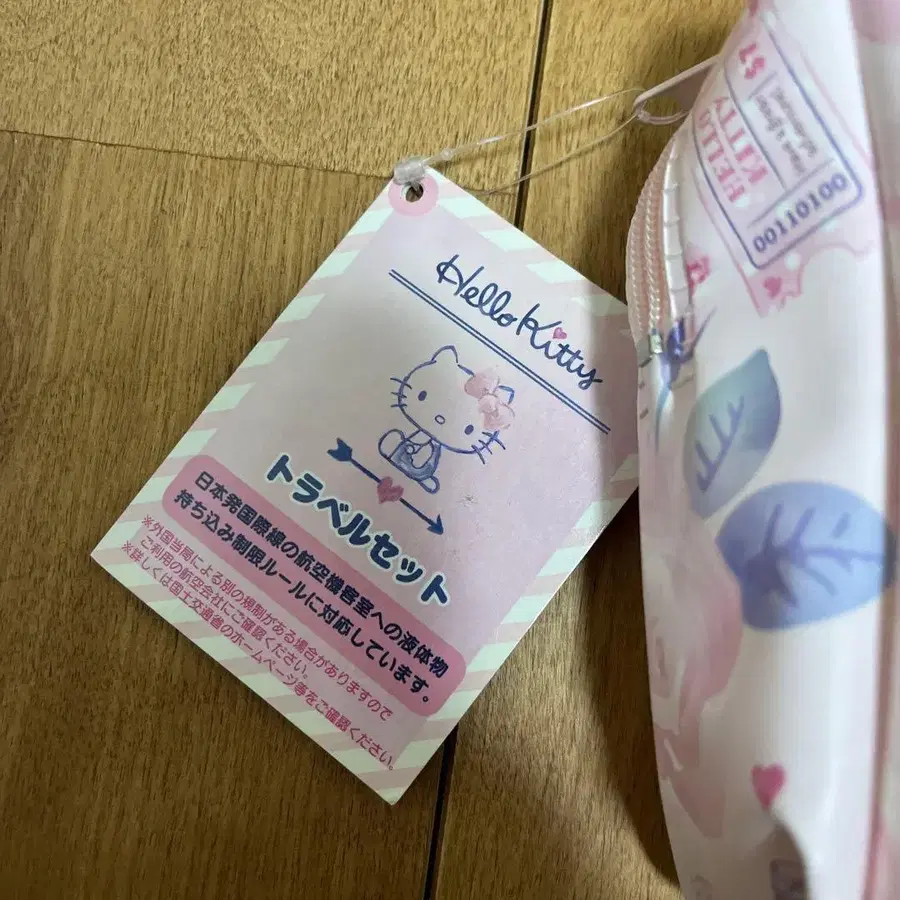 Hello Kitty
トラベルセット
日本発国際線の航空機客室への液体物
持ち込み制限ルールに対応しています。
※外国当局による別の規制がある場合がありますので
ご利用の航空会社にご確認ください。
※詳しくは国土交通省のホームページ等をご確認ください。
$1
HELLO
KITTY
00110100